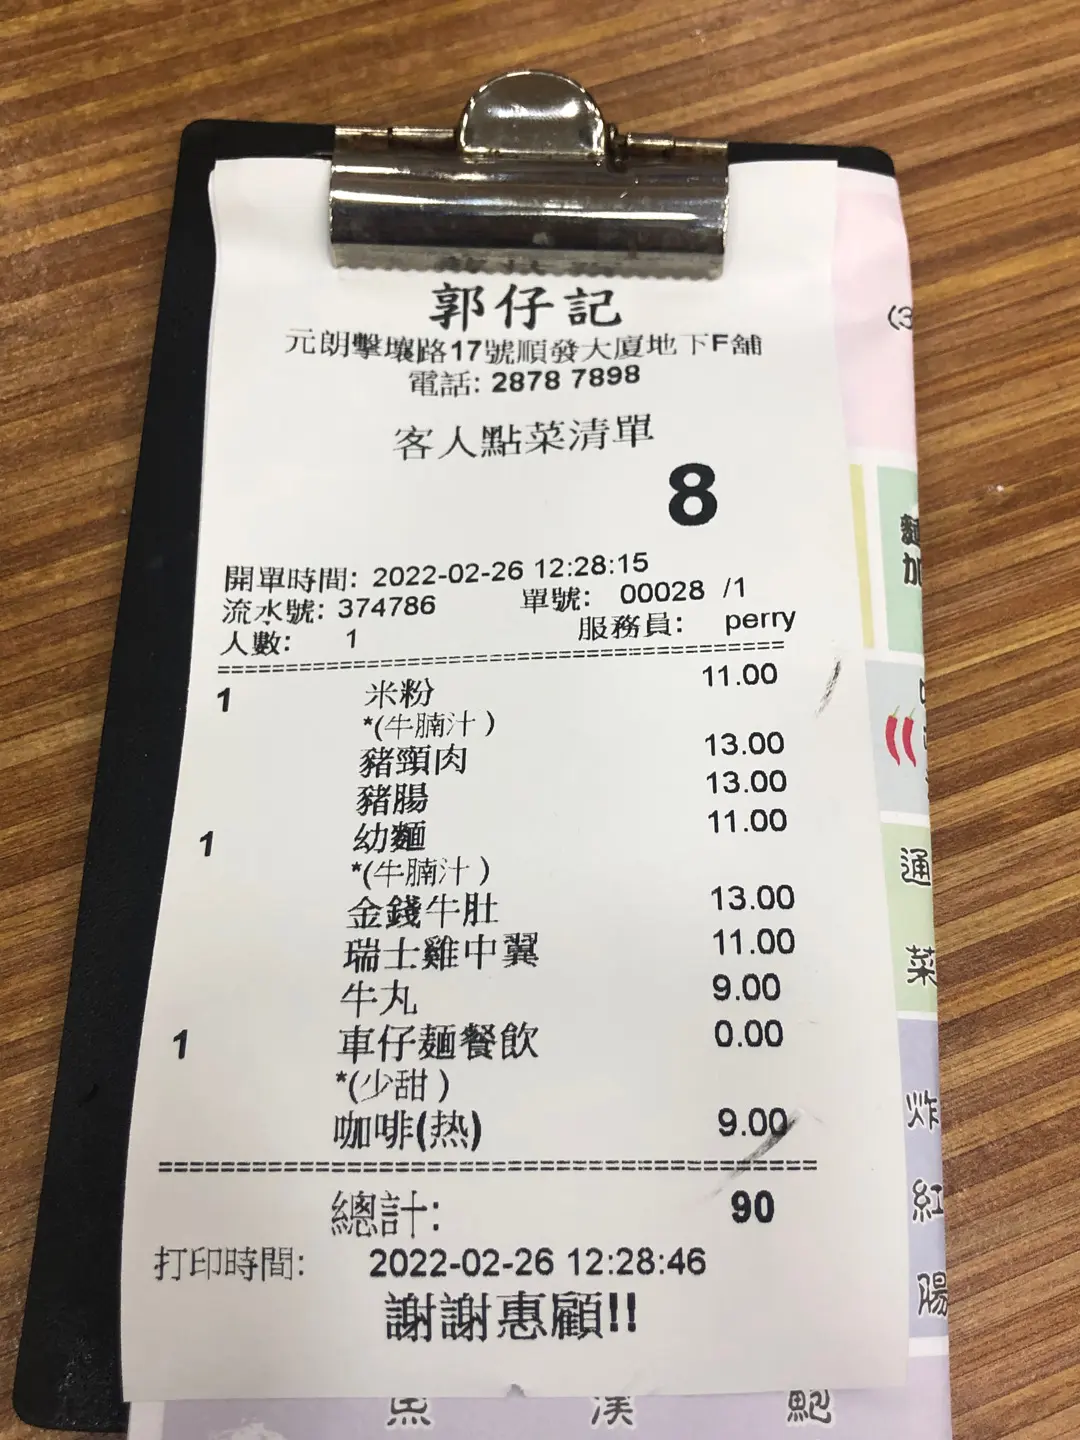 郭仔記
元朗擊壤路17號順發大廈地下F舖
電話: 2878 7898
客人點菜清單
8
開單時間: 2022-02-26 12:28:15
流水號: 374786 單號: 00028 /1
人數: 1 服務員: perry
1 米粉 11.00
*(牛腩汁)
豬頸肉 13.00
豬腸 13.00
1 幼麵 11.00
*(牛腩汁)
金錢牛肚 13.00
瑞士雞中翼 11.00
牛丸 9.00
1 車仔麵餐飲 0.00
*(少甜)
咖啡(热) 9.00
總計: 90
打印時間: 2022-02-26 12:28:46
謝謝惠顧!!
(3
加
通
菜
炸
紅
腸
漢
鮑